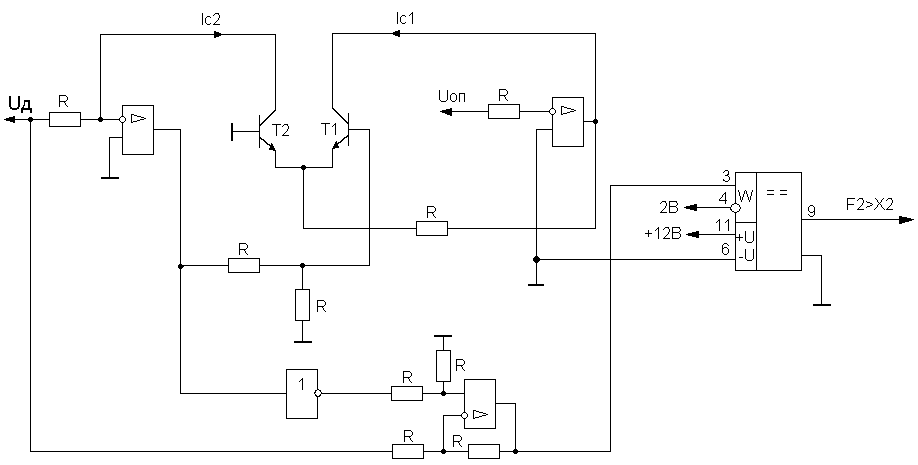 Ic2
Ic1
Uд
R
Uоп
R
T2
T1
R
3
W
= =
4
2В
9
F2>X2
11
+12В
+U
6
-U
R
R
1
R
R
R
R